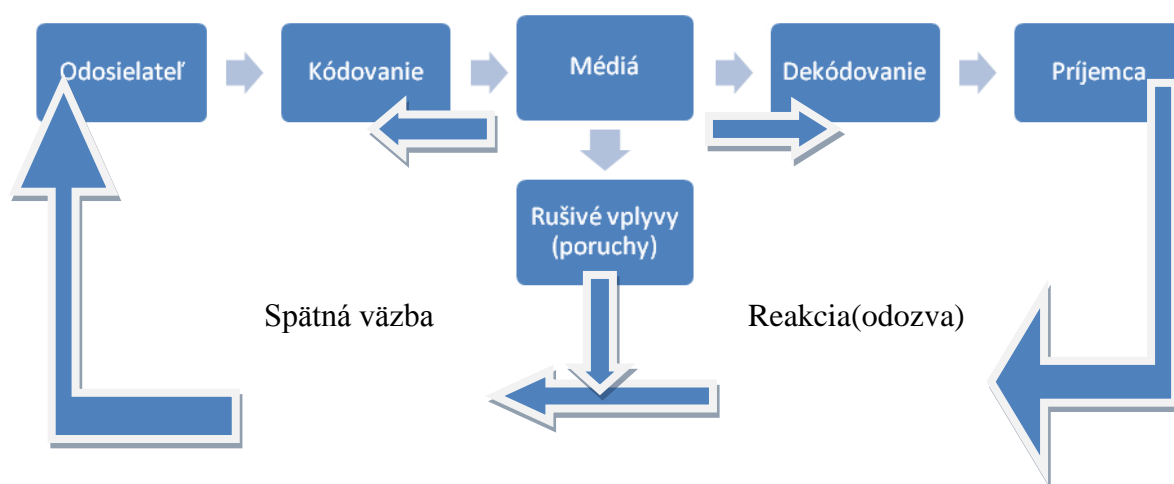 Odosielateľ
Kódovanie
Médiá
Dekódovanie
Príjemca
Rušivé vplyvy
(poruchy)
Spätná väzba
Reakcia(odozva)